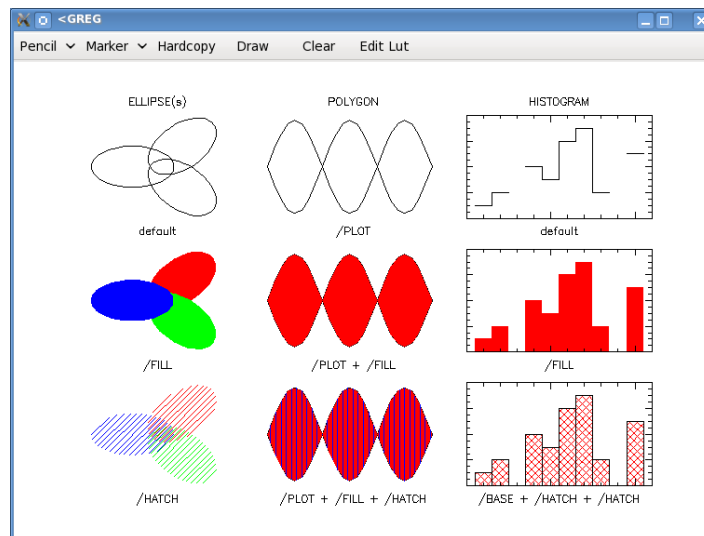 <GREG
Pencil Marker Hardcopy Draw Clear Edit Lut
ELLIPSE(s) POLYGON HISTOGRAM
default /PLOT default
/FILL /PLOT + /FILL /FILL
/HATCH /PLOT + /FILL + /HATCH /BASE + /HATCH + /HATCH